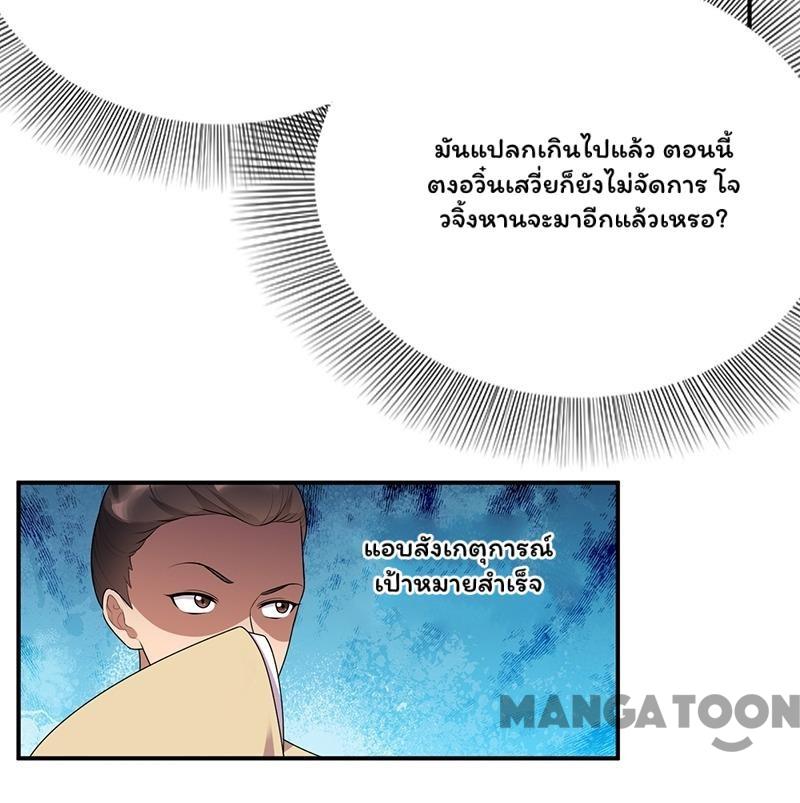 มันแปลกเกินไปแล้ว ตอนนี้
ตงอวิ๋นเสวี่ยก็ยังไม่จัดการ โจ
วจิ้งหานจะมาอีกแล้วเหรอ?
แอบสังเกตุการณ์
เป้าหมายสำเร็จ
MANGATOON